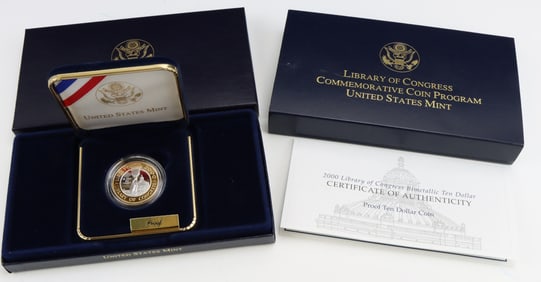 UNITED STATES MINT
Proof
UNITED STATES MINT
LIBRARY OF CONGRESS
COMMEMORATIVE COIN PROGRAM
UNITED STATES MINT
2000 Library of Congress Bimetallic Ten Dollar
CERTIFICATE OF AUTHENTICITY
Proof Ten Dollar Coin